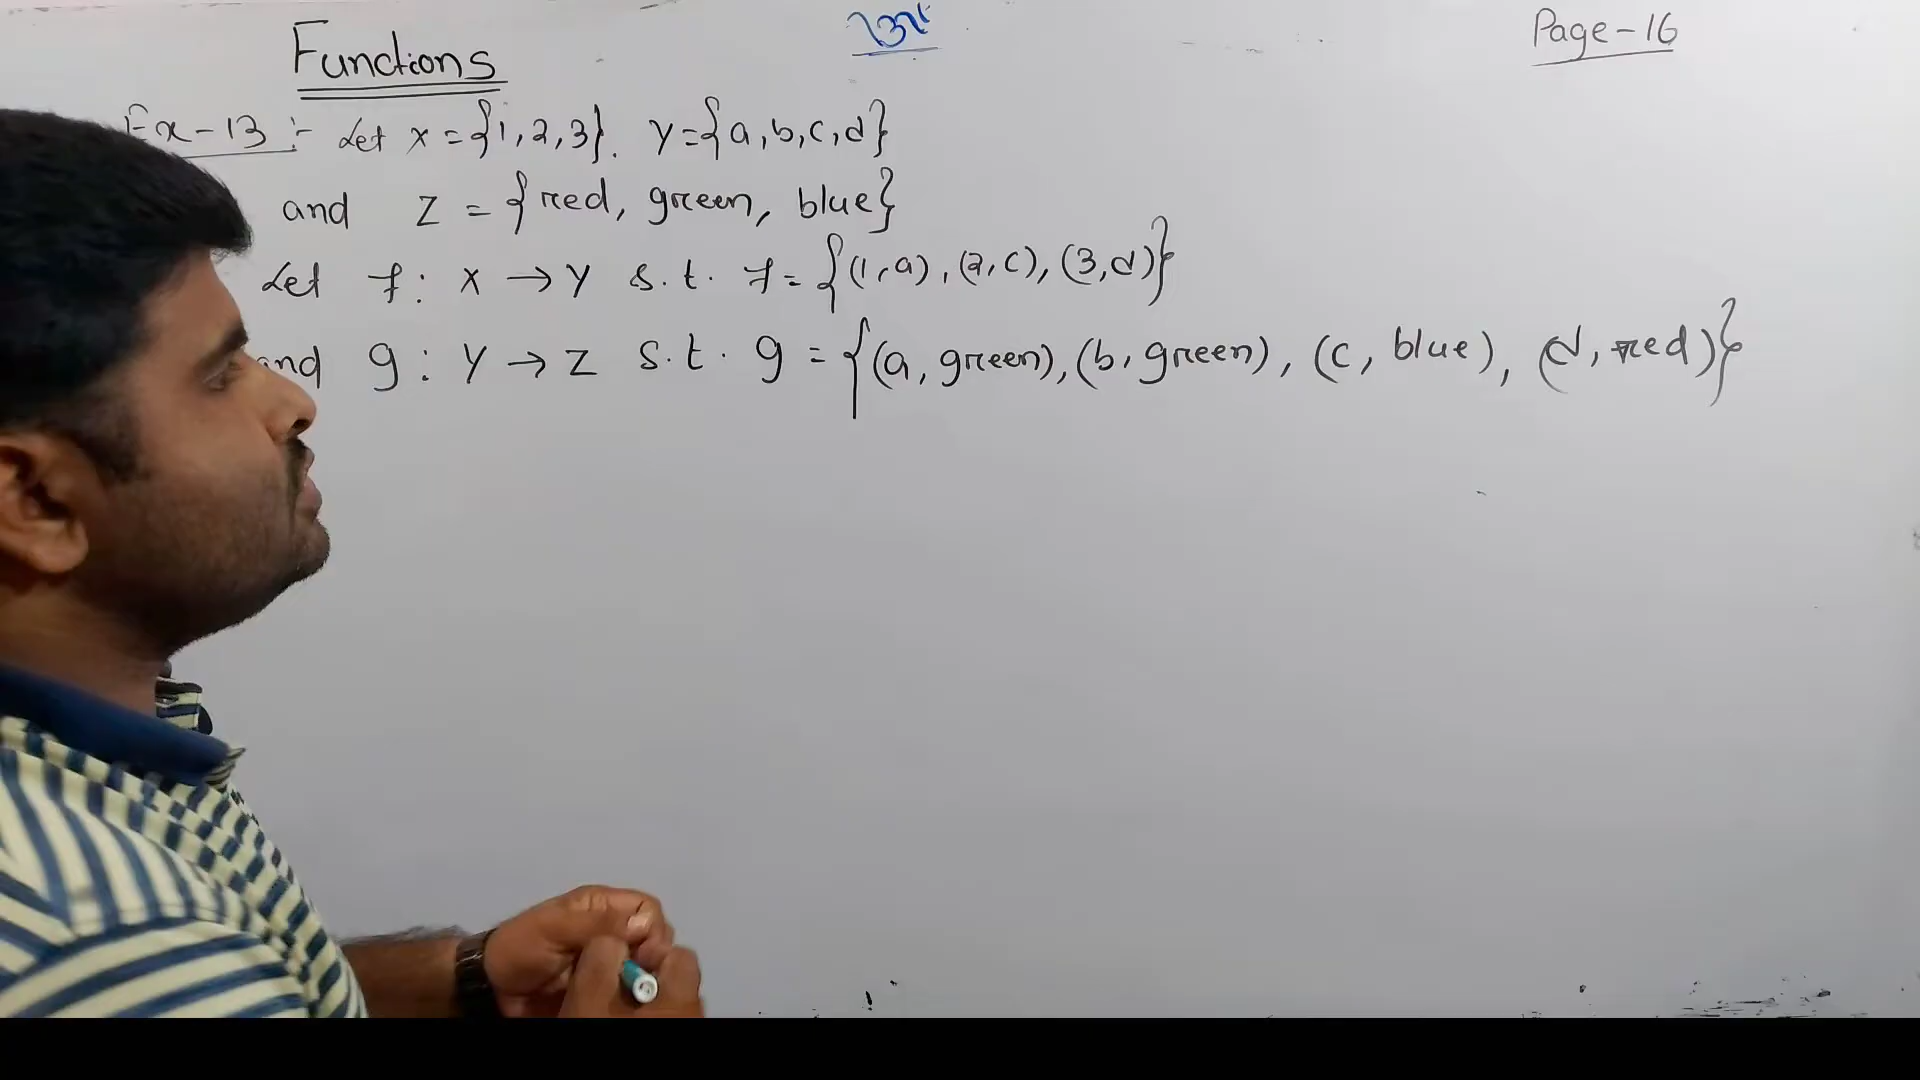 Functions
Page-16
Ex-13 :- Let X = {1, 2, 3}. Y = {a, b, c, d}
and Z = {red, green, blue}
Let f : X → Y s.t. f = {(1, a), (2, c), (3, d)}
and g : Y → Z s.t. g = {(a, green), (b, green), (c, blue), (d, red)}